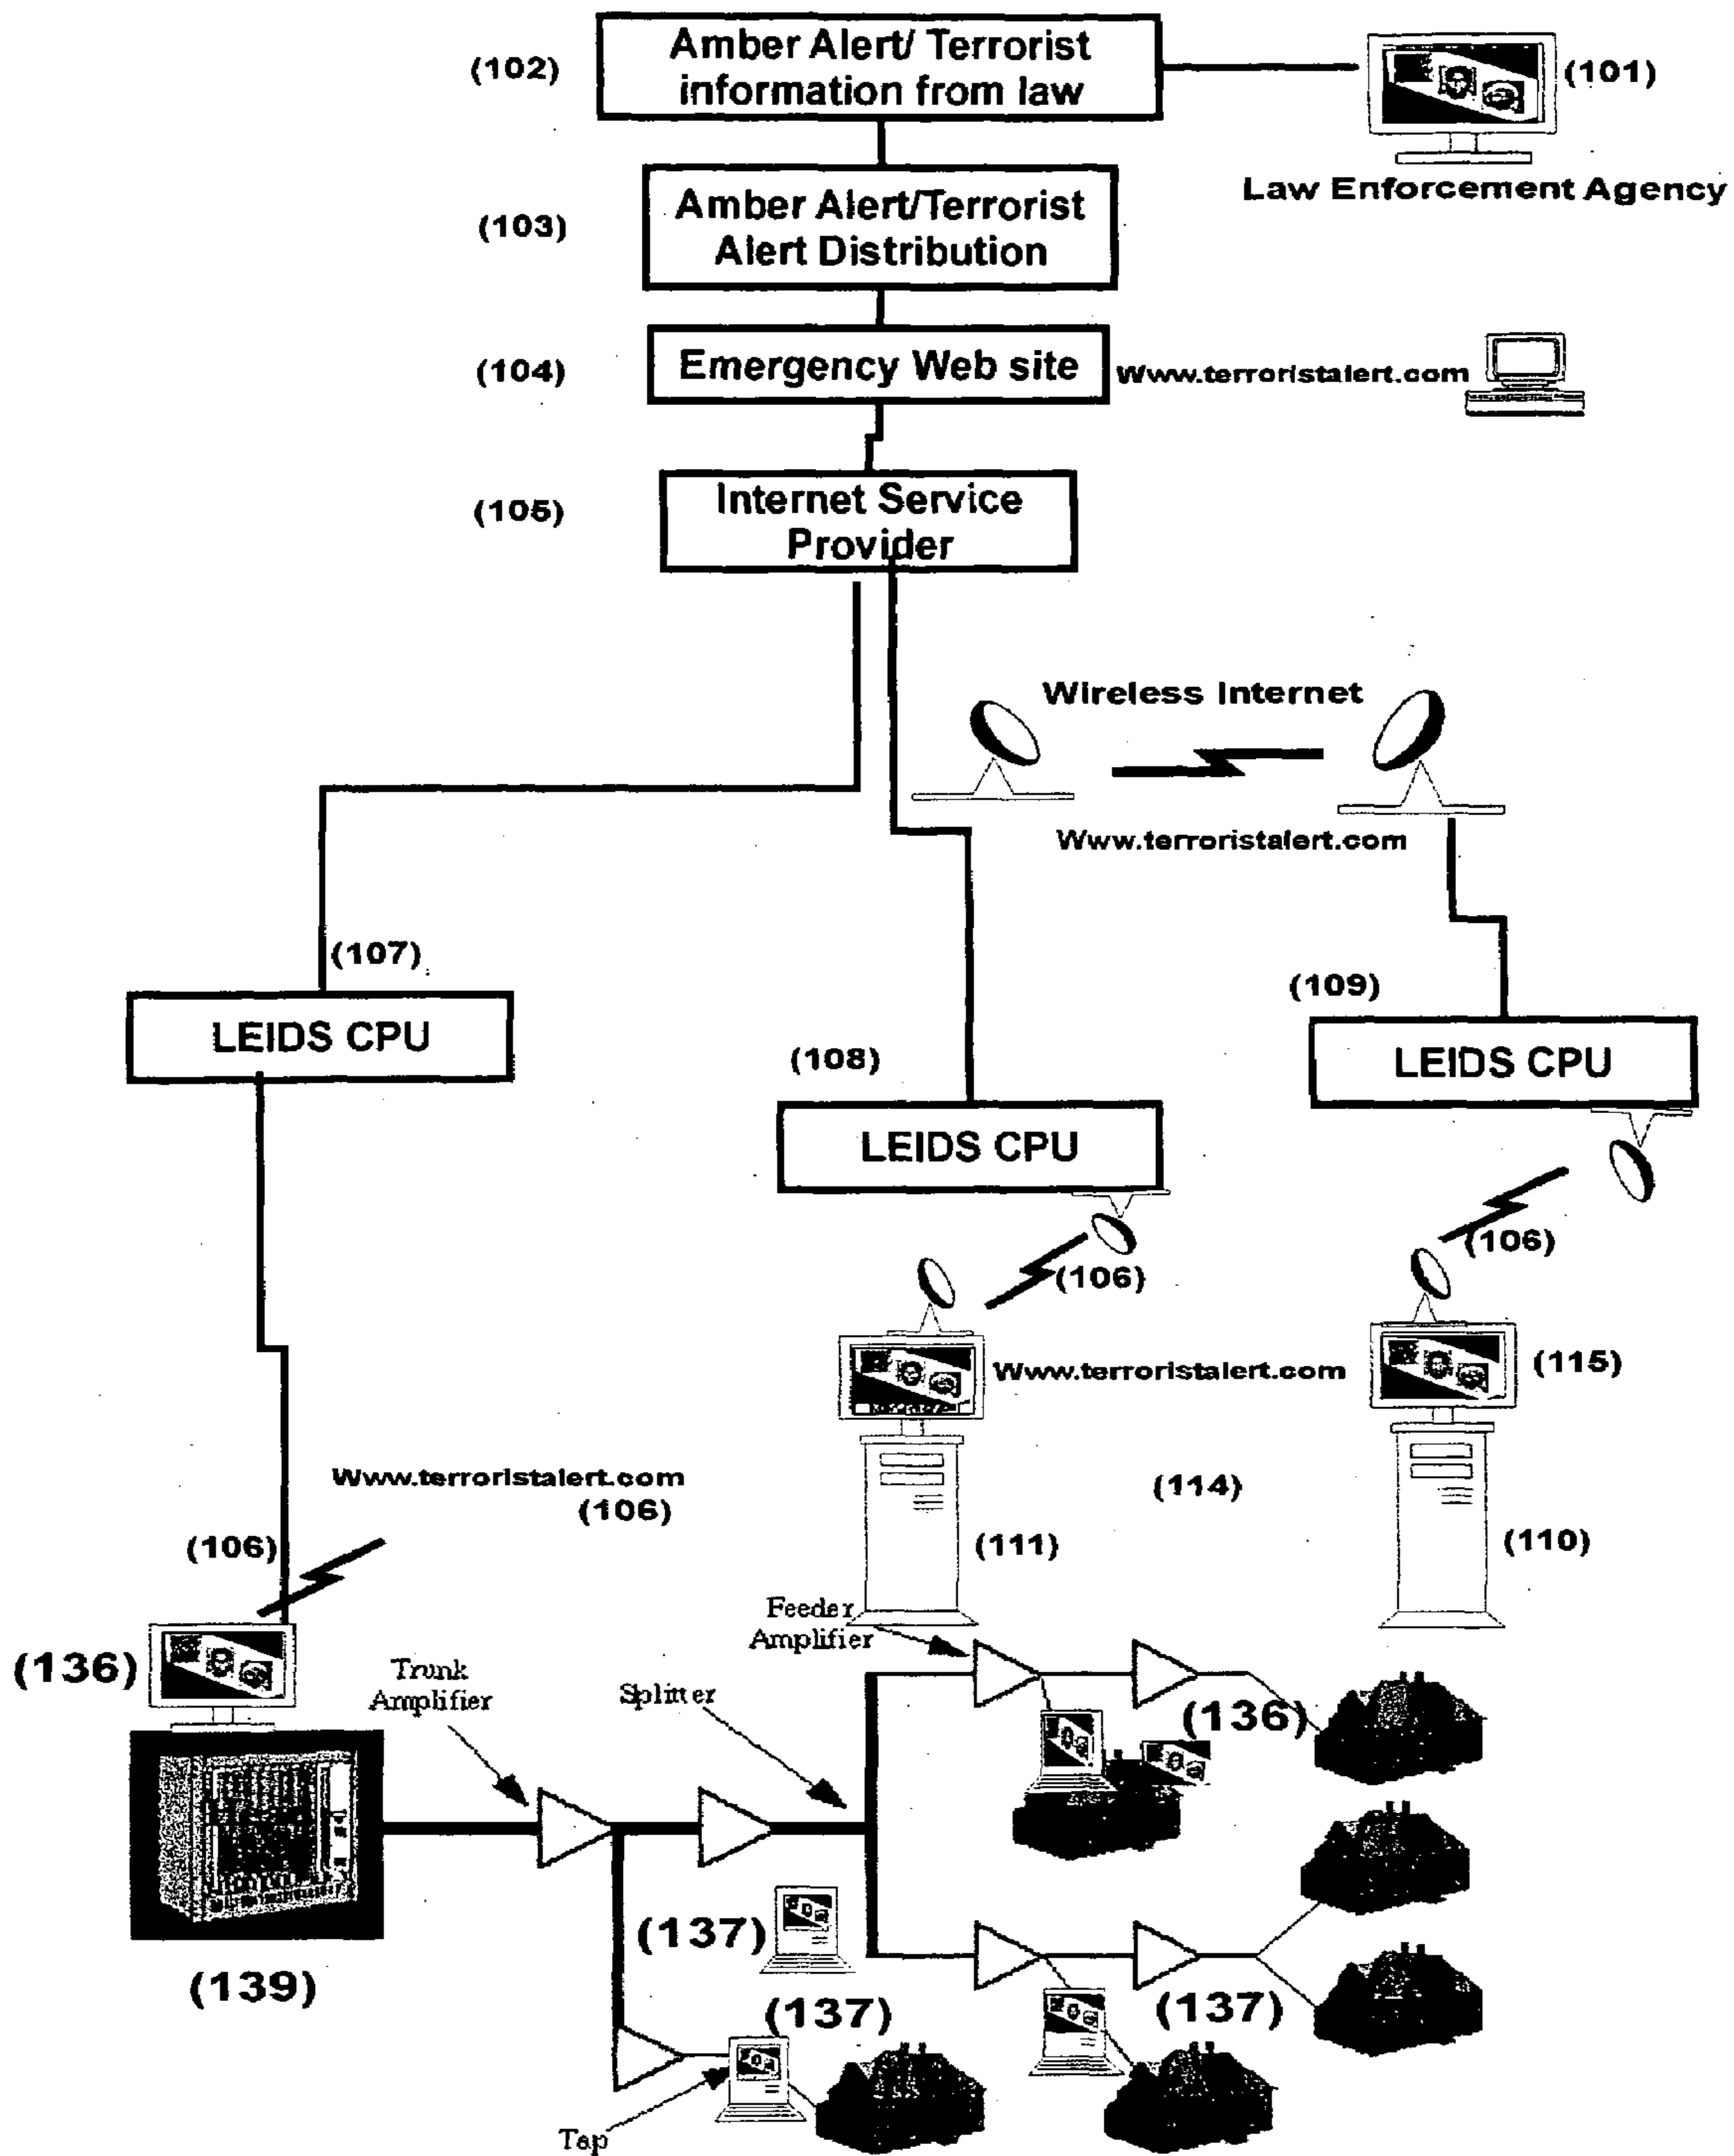 (102)
Amber Alert/ Terrorist
information from law
(101)
Law Enforcement Agency
(103)
Amber Alert/Terrorist
Alert Distribution
(104)
Emergency Web site
Www.terroristalert.com
(105)
Internet Service
Provider
Wireless Internet
Www.terroristalert.com
(107)
LEIDS CPU
(108)
LEIDS CPU
(109)
LEIDS CPU
(106)
(106)
Www.terroristalert.com
(115)
Www.terroristalert.com
(106)
(114)
(106)
(111)
(110)
(136)
Trunk
Amplifier
Splitter
Feeder
Amplifier
(136)
(139)
(137)
(137)
(137)
Tap